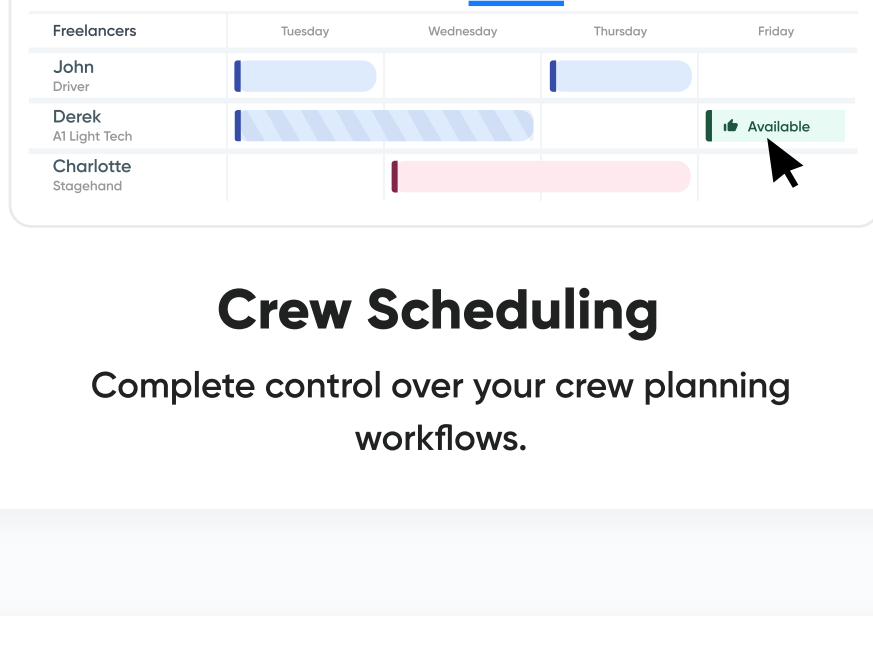 Freelancers Tuesday Wednesday Thursday Friday
John
Driver
Derek
A1 Light Tech
Available
Charlotte
Stagehand
Crew Scheduling
Complete control over your crew planning
workflows.